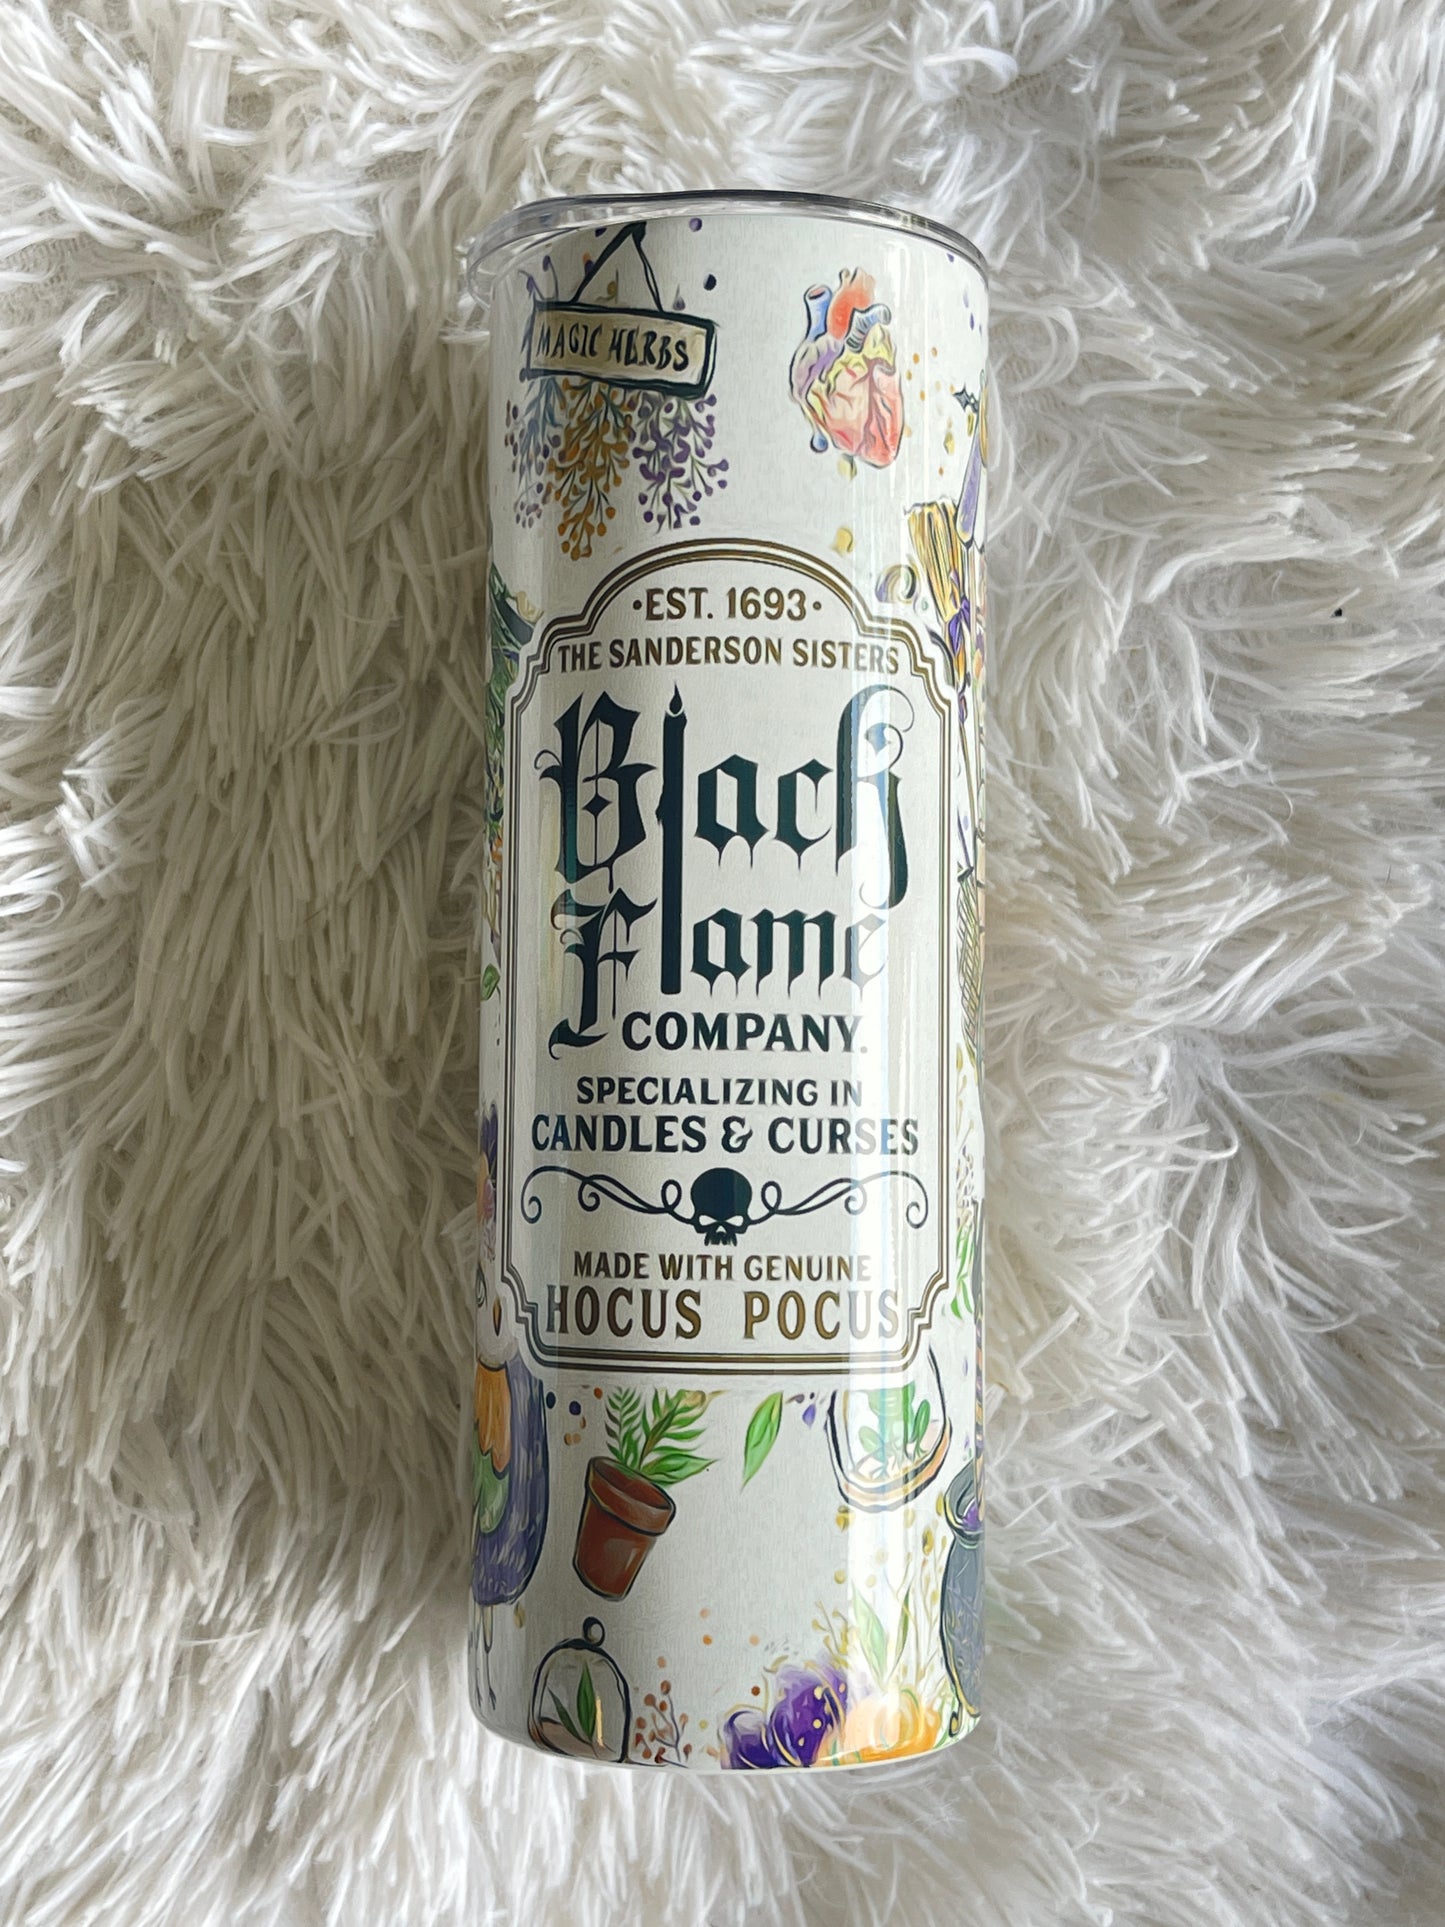 MAGIC HERBS
·EST. 1693·
THE SANDERSON SISTERS
Black
Flame
COMPANY.
SPECIALIZING IN
CANDLES & CURSES
MADE WITH GENUINE
HOCUS POCUS